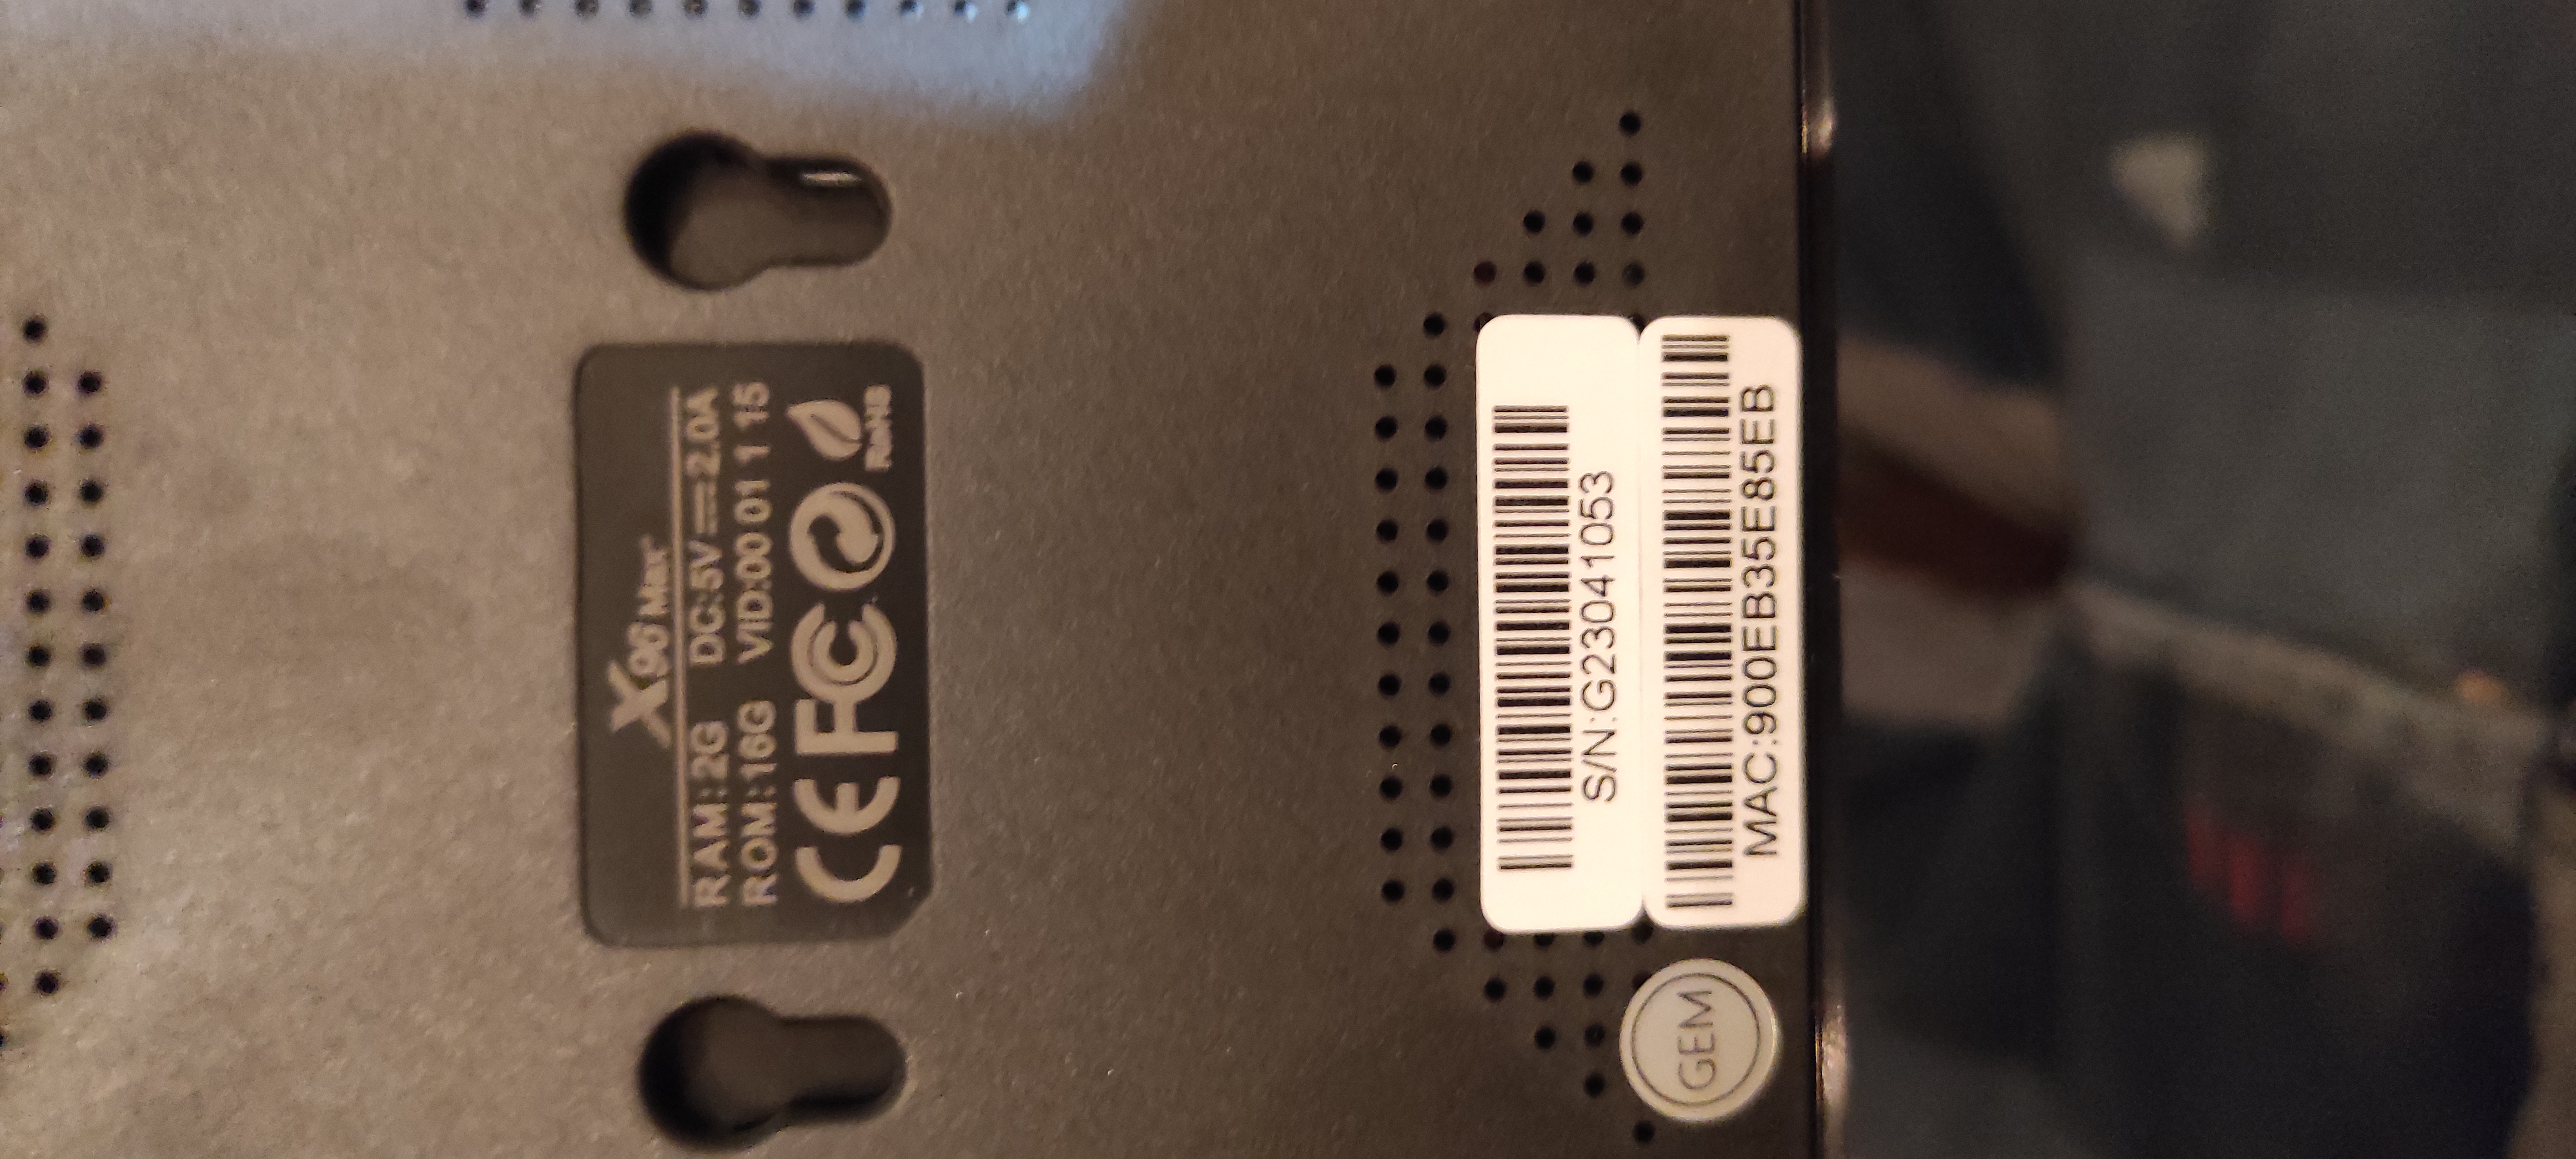 X96 Max
RAM:2G DC:5V⎓2.0A
ROM:16G VID:00 01 1 15
CE FC RoHS
S/N:G23041053
MAC:900EB35E85EB
GEM